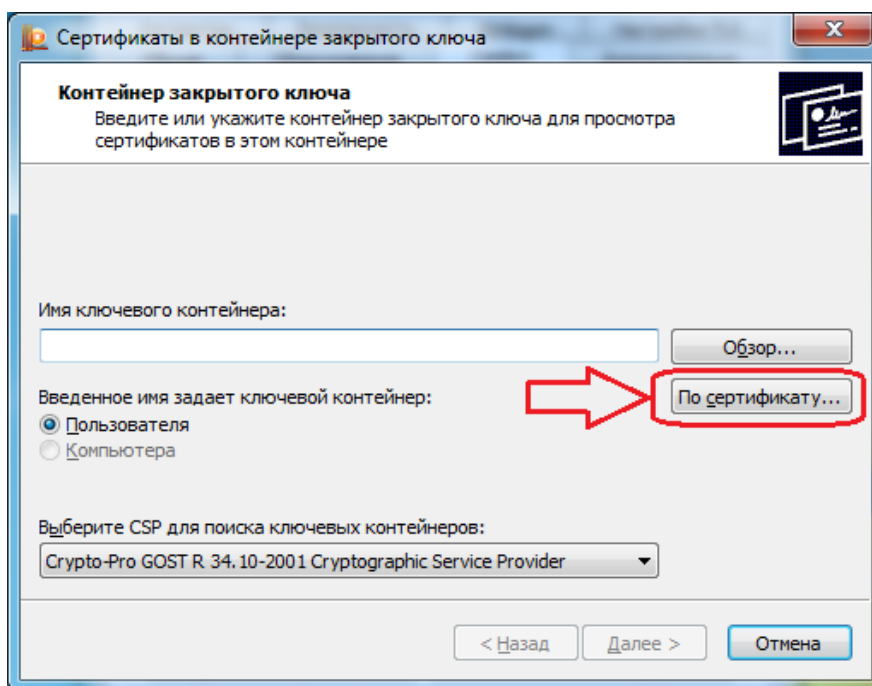 Сертификаты в контейнере закрытого ключа
Контейнер закрытого ключа
Введите или укажите контейнер закрытого ключа для просмотра
сертификатов в этом контейнере
Имя ключевого контейнера:
Обзор...
Введенное имя задает ключевой контейнер:
По сертификату...
Пользователя
Компьютера
Выберите CSP для поиска ключевых контейнеров:
Crypto-Pro GOST R 34.10-2001 Cryptographic Service Provider
< Назад
Далее >
Отмена